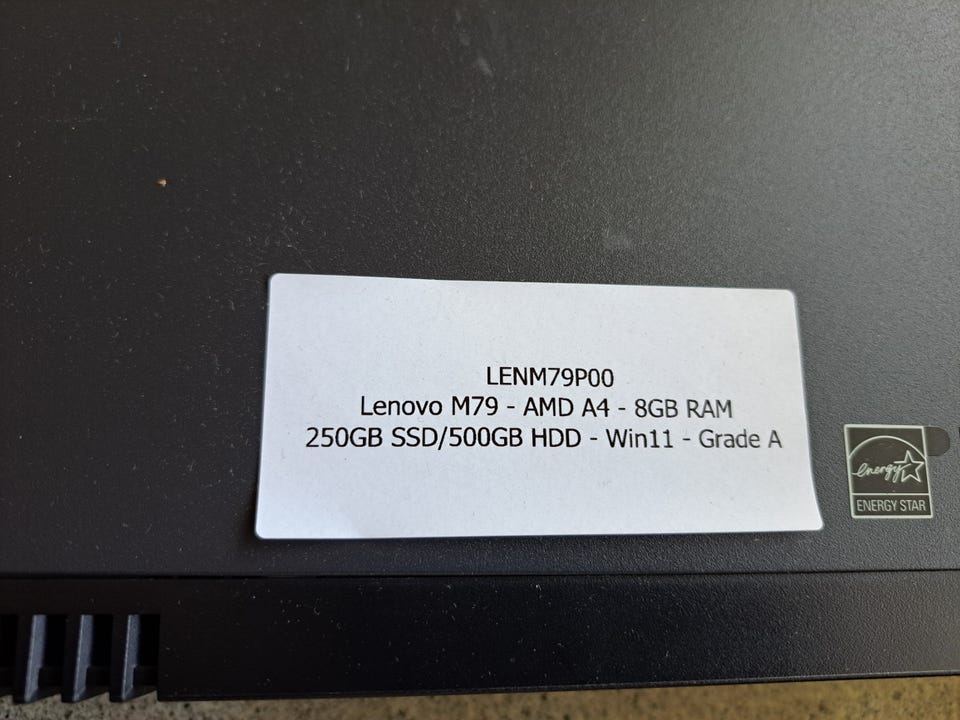 LENM79P00
Lenovo M79 - AMD A4 - 8GB RAM
250GB SSD/500GB HDD - Win11 - Grade A
energy
ENERGY STAR